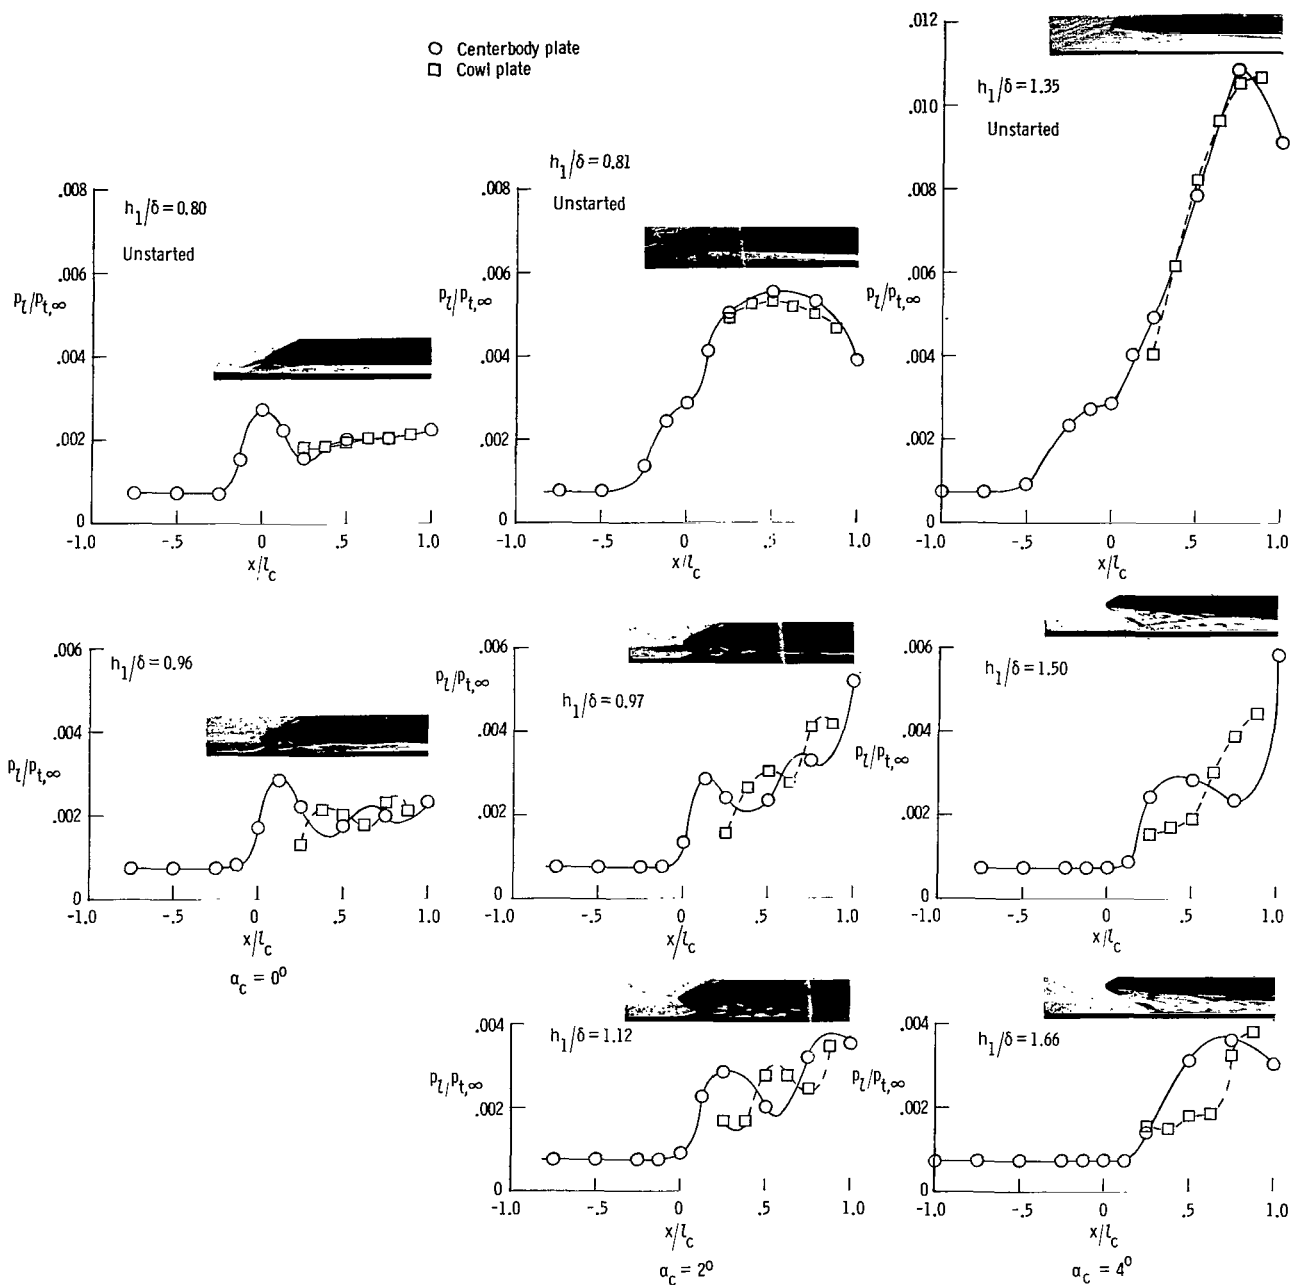 ○ Centerbody plate
□ Cowl plate
h1/δ = 0.80
Unstarted
.008
.006
pl/pt,∞
.004
.002
0
-1.0 -.5 0 .5 1.0
x/lc
h1/δ = 0.81
Unstarted
.008
.006
pl/pt,∞
.004
.002
0
-1.0 -.5 0 .5 1.0
x/lc
.012
h1/δ = 1.35
.010
Unstarted
.008
.006
pl/pt,∞
.004
.002
0
-1.0 -.5 0 .5 1.0
x/lc
.006
h1/δ = 0.96
.004
pl/pt,∞
.002
0
-1.0 -.5 0 .5 1.0
x/lc
αc = 0º
.006
pl/pt,∞
h1/δ = 0.97
.004
.002
0
-1.0 -.5 0 .5 1.0
x/lc
.006
h1/δ = 1.50
.004
pl/pt,∞
.002
0
-1.0 -.5 0 .5 1.0
x/lc
.004
h1/δ = 1.12
pl/pt,∞
.002
0
-1.0 -.5 0 .5 1.0
x/lc
αc = 2º
.004
h1/δ = 1.66
pl/pt,∞
.002
0
-1.0 -.5 0 .5 1.0
x/lc
αc = 4º